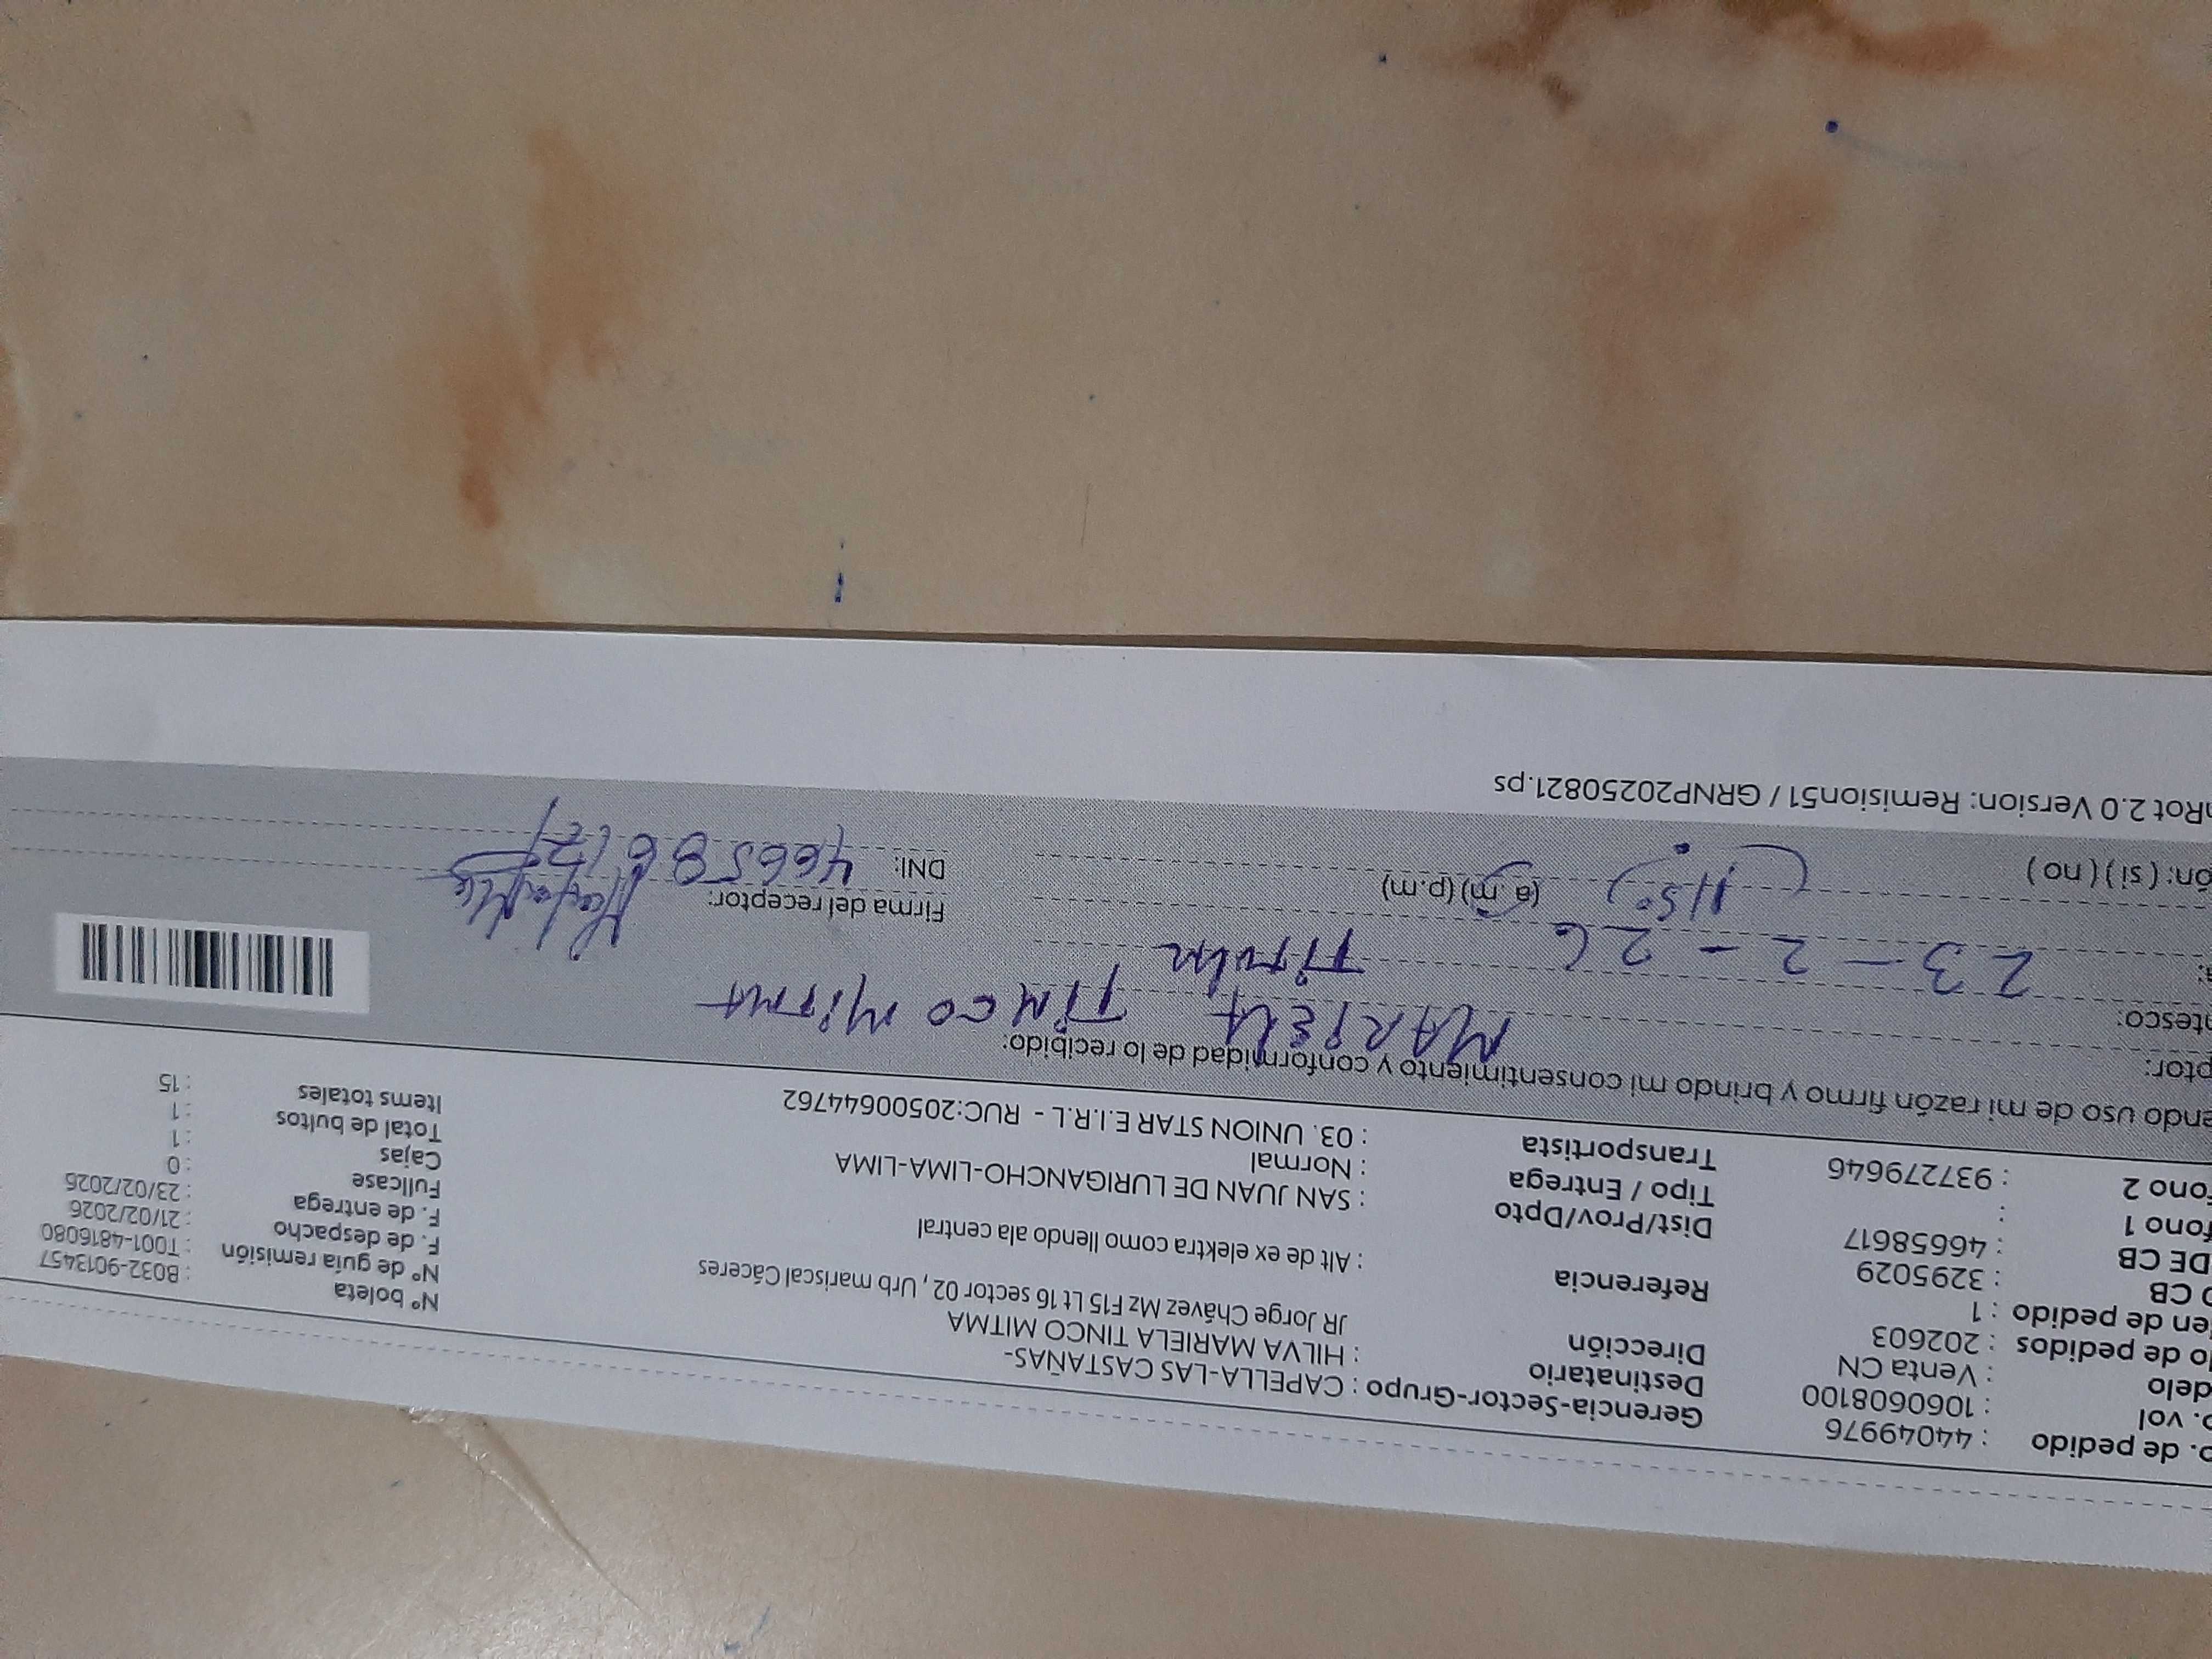 o. de pedido : 44049976
o. vol : 1060608100
delo : Venta CN
o de pedidos : 202603
en de pedido : 1
o CB : 3295029
DE CB : 46658617
fono 1 :
ono 2 : 937279646
Gerencia-Sector-Grupo : CAPELLA-LAS CASTAÑAS-
Destinatario : HILVA MARIELA TINCO MITMA
Dirección JR Jorge Chávez Mz F15 Lt 16 sector 02 , Urb mariscal Cáceres
Referencia : Alt de ex elektra como llendo ala central
Dist/Prov/Dpto : SAN JUAN DE LURIGANCHO-LIMA-LIMA
Tipo / Entrega : Normal
Transportista : 03. UNION STAR E.I.R.L - RUC:20500644762
Nº boleta : B032-9013457
Nº de guía remisión : T001-4816080
F. de despacho : 21/02/2026
F. de entrega : 23/02/2026
Fullcase : 0
Cajas : 1
Total de bultos : 1
Items totales : 15
endo uso de mi razón firmo y brindo mi consentimiento y conformidad de lo recibido:
ptor: MARIELA TINCO MITMA
ntesco: Titular
a: 23-2-26
(a.m) (p.m)
ón: ( si ) ( no )
Firma del receptor:
DNI: 46658617
nRot 2.0 Version: Remision51 / GRNP20250821.ps